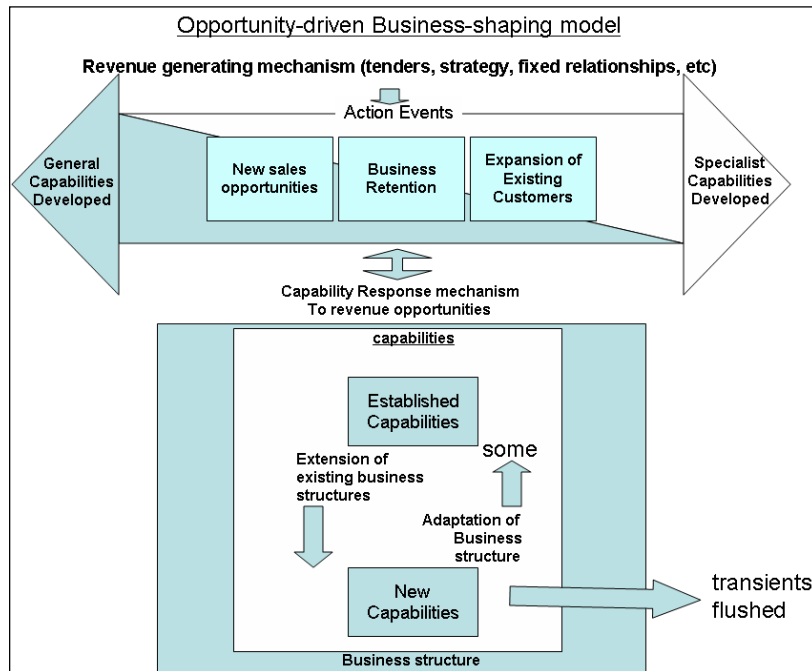 Opportunity-driven Business-shaping model
Revenue generating mechanism (tenders, strategy, fixed relationships, etc)
Action Events
General
Capabilities
Developed
New sales
opportunities
Business
Retention
Expansion of
Existing
Customers
Specialist
Capabilities
Developed
Capability Response mechanism
To revenue opportunities
capabilities
Established
Capabilities
some
Extension of
existing business
structures
Adaptation of
Business
structure
New
Capabilities
transients
flushed
Business structure